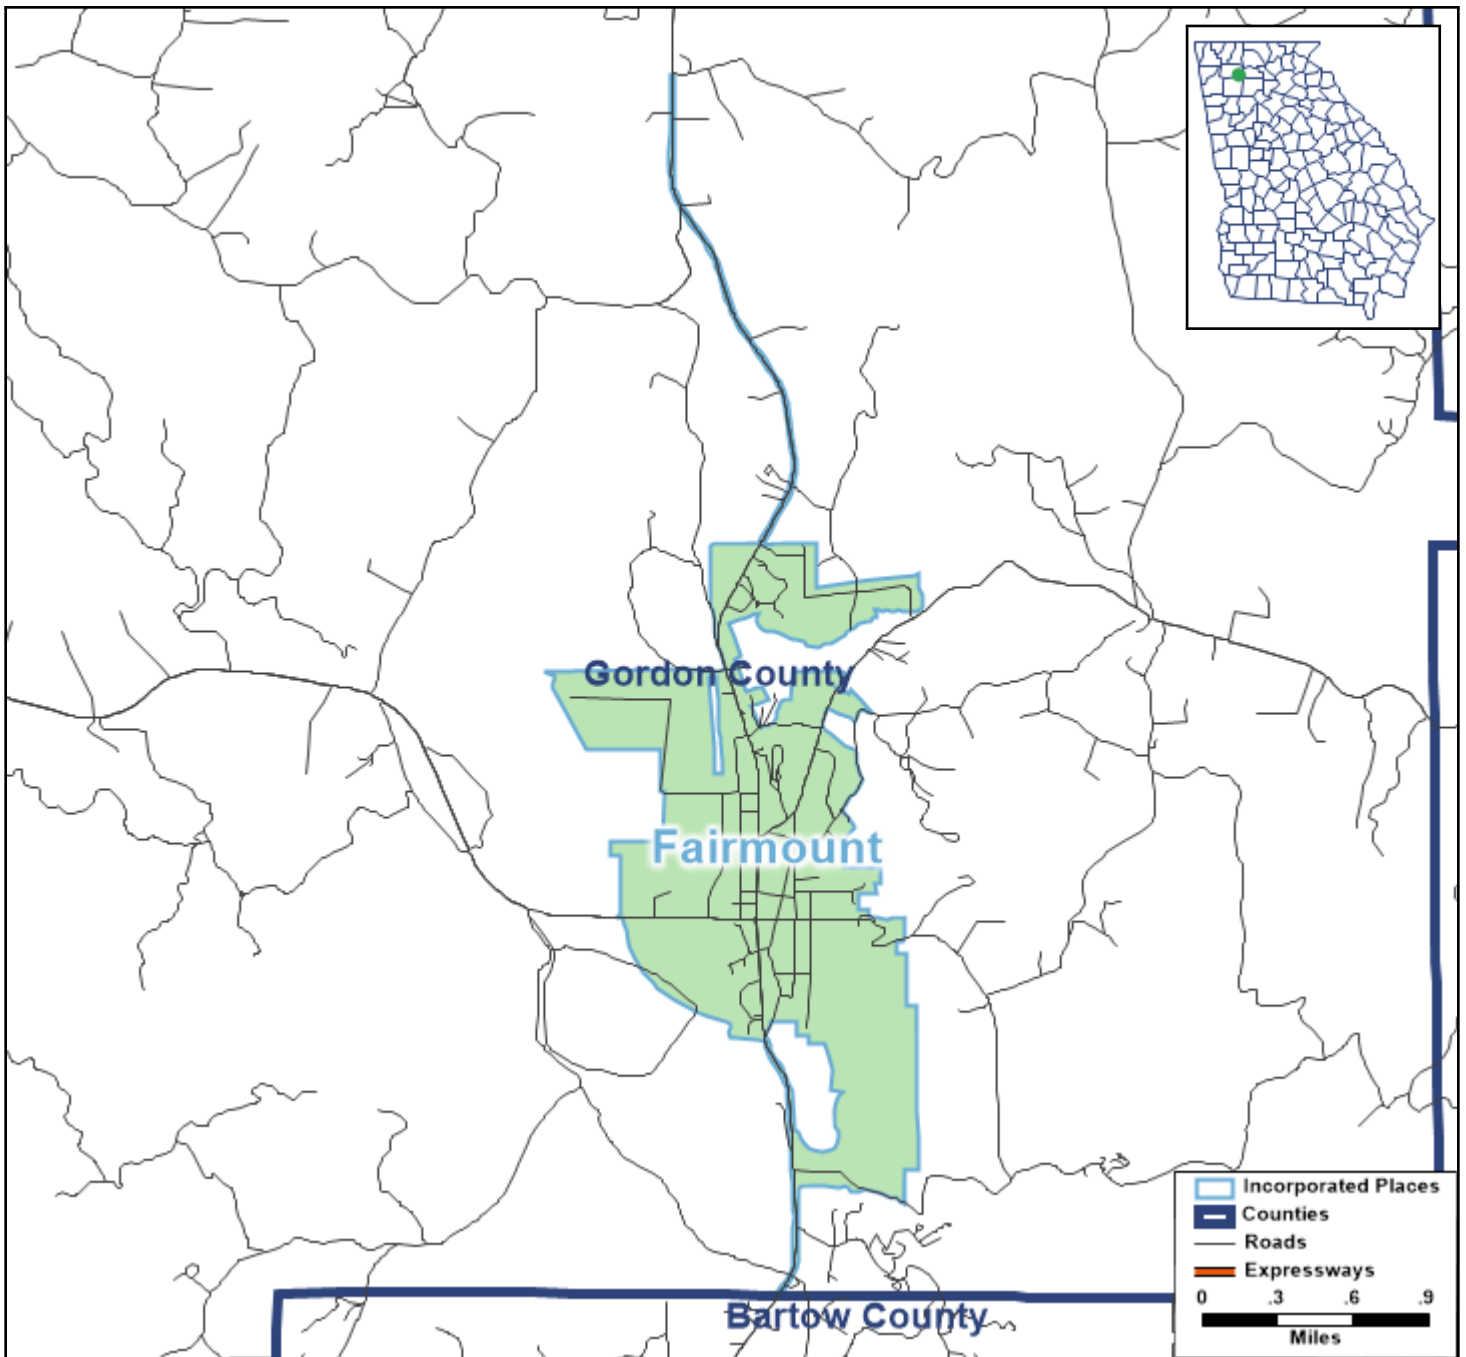 Gordon County
Fairmount
Bartow County
Incorporated Places
Counties
Roads
Expressways
0 .3 .6 .9
Miles